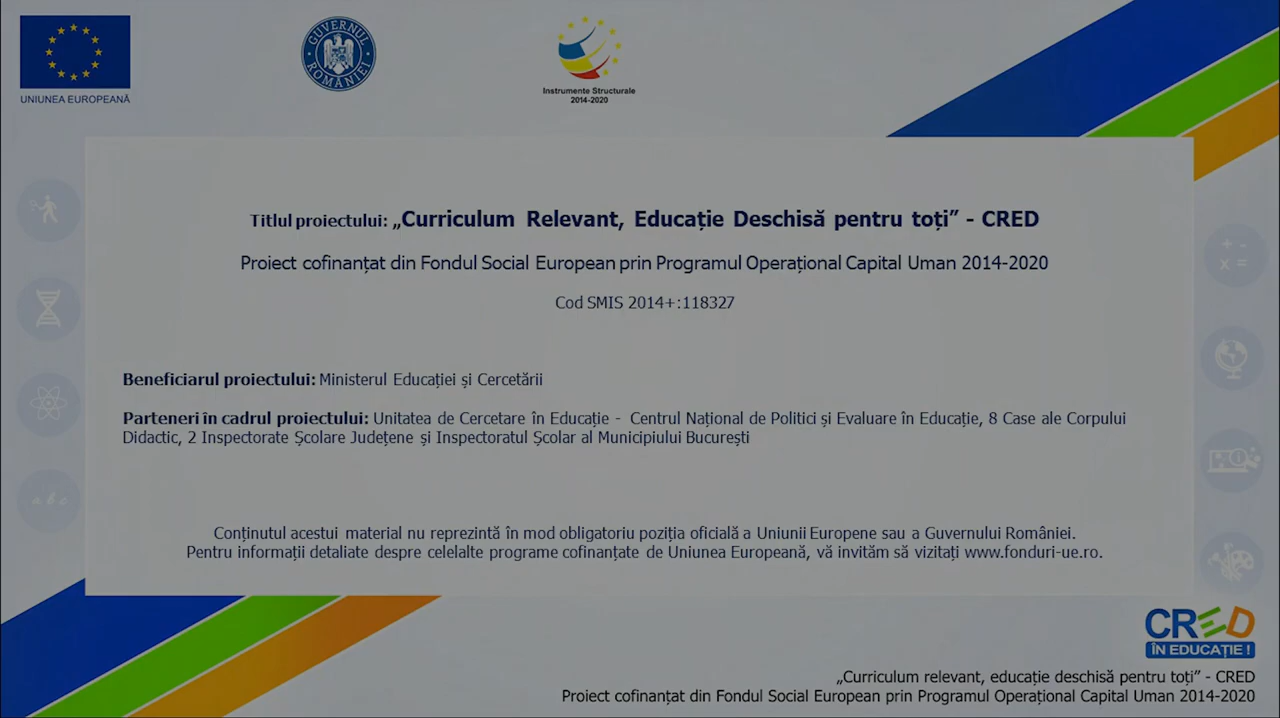 UNIUNEA EUROPEANĂ
GUVERNUL ROMÂNIEI
Instrumente Structurale
2014-2020
Titlul proiectului: „Curriculum Relevant, Educație Deschisă pentru toți” - CRED
Proiect cofinanțat din Fondul Social European prin Programul Operațional Capital Uman 2014-2020
Cod SMIS 2014+:118327
Beneficiarul proiectului: Ministerul Educației și Cercetării
Parteneri în cadrul proiectului: Unitatea de Cercetare în Educație - Centrul Național de Politici și Evaluare în Educație, 8 Case ale Corpului
Didactic, 2 Inspectorate Școlare Județene și Inspectoratul Școlar al Municipiului București
Conținutul acestui material nu reprezintă în mod obligatoriu poziția oficială a Uniunii Europene sau a Guvernului României.
Pentru informații detaliate despre celelalte programe cofinanțate de Uniunea Europeană, vă invităm să vizitați www.fonduri-ue.ro.
a b c
CRED
ÎN EDUCAȚIE !
„Curriculum relevant, educație deschisă pentru toți” - CRED
Proiect cofinanțat din Fondul Social European prin Programul Operațional Capital Uman 2014-2020